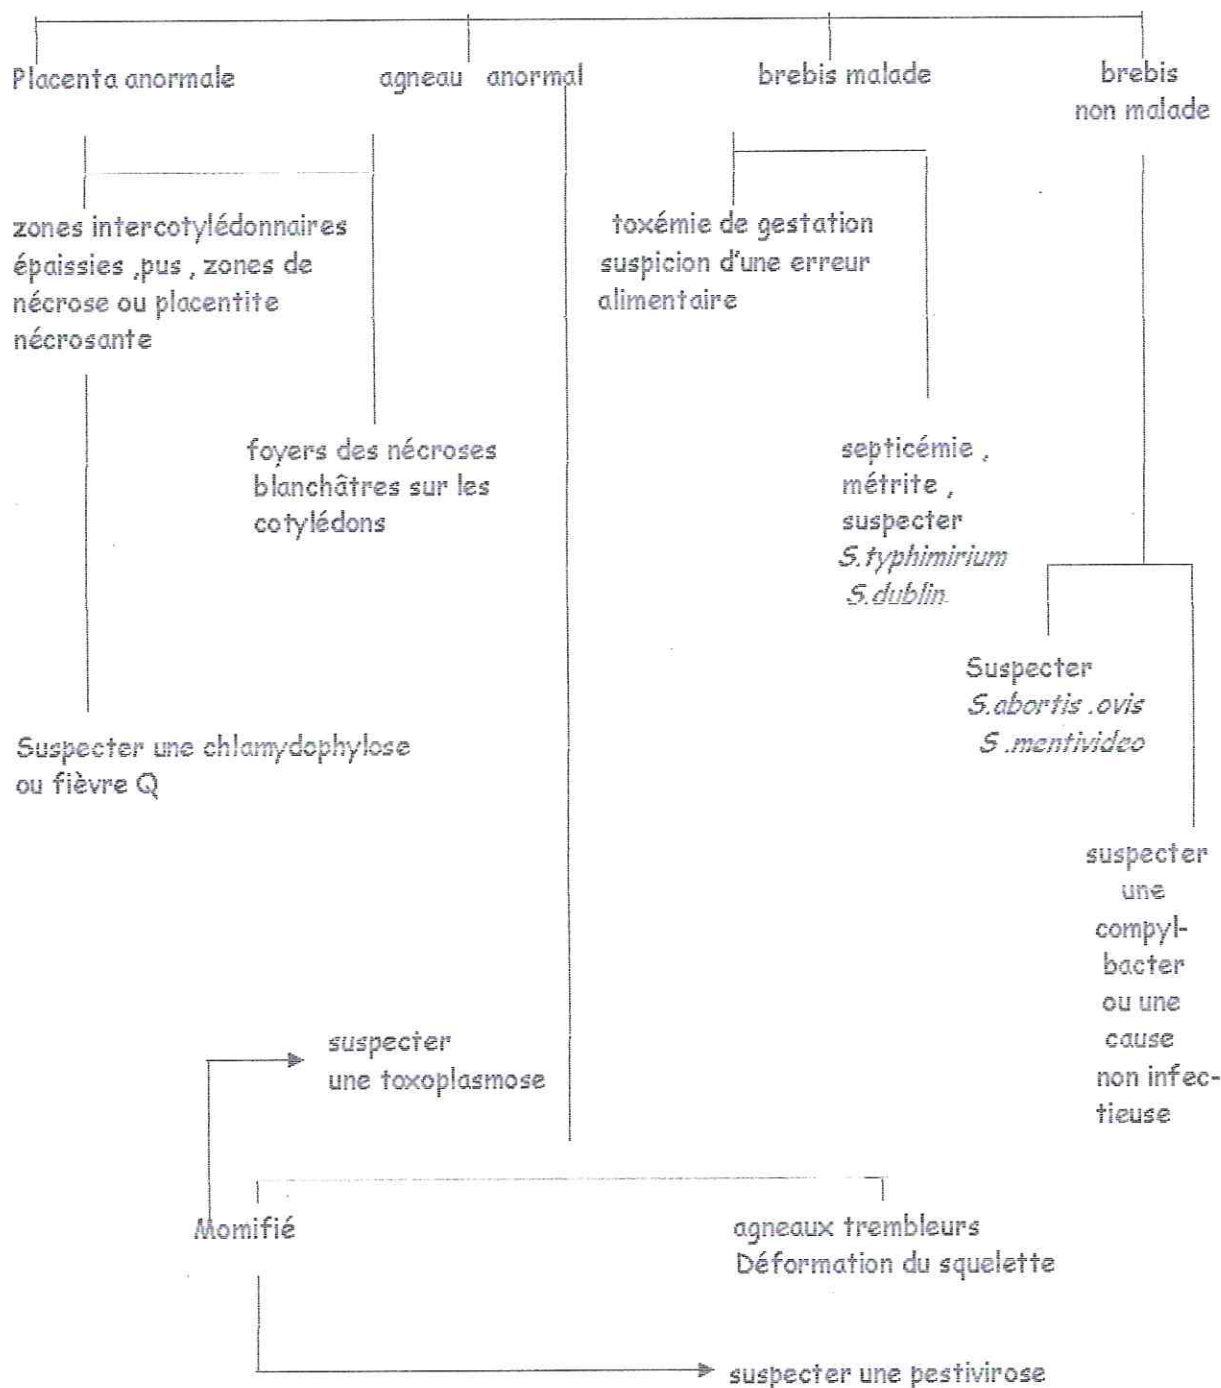 Placenta anormale
agneau anormal
brebis malade
brebis
non malade
zones intercotylédonnaires
épaissies ,pus , zones de
nécrose ou placentite
nécrosante
toxémie de gestation
suspicion d'une erreur
alimentaire
foyers des nécroses
blanchâtres sur les
cotylédons
septicémie ,
métrite ,
suspecter
S.typhimirium
S.dublin
Suspecter
S.abortis .ovis
S .mentivideo
Suspecter une chlamydophylose
ou fièvre Q
suspecter
une
compyl-
bacter
ou une
cause
non infec-
tieuse
suspecter
une toxoplasmose
Momifié
agneaux trembleurs
Déformation du squelette
suspecter une pestivirose